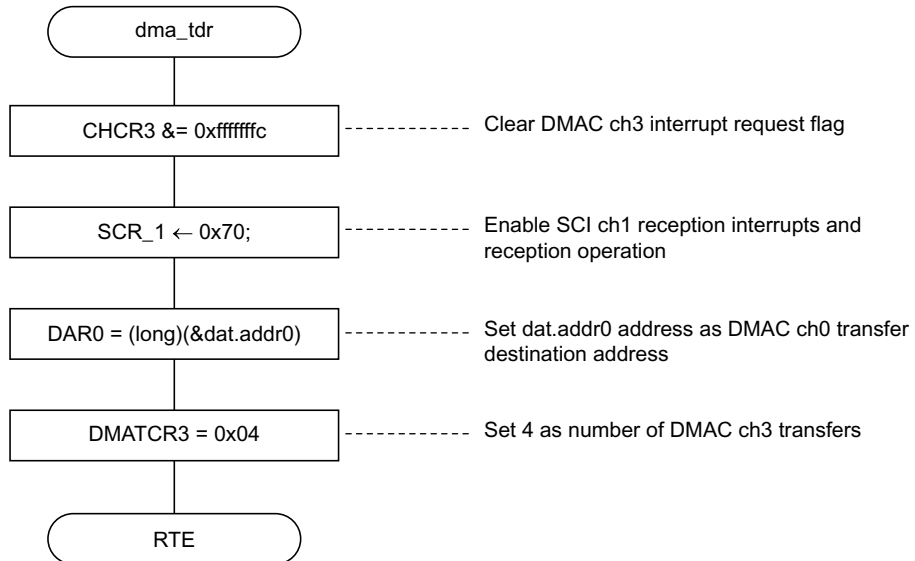 dma_tdr
CHCR3 &= 0xfffffffc
Clear DMAC ch3 interrupt request flag
SCR_1 ← 0x70;
Enable SCI ch1 reception interrupts and
reception operation
DAR0 = (long)(&dat.addr0)
Set dat.addr0 address as DMAC ch0 transfer
destination address
DMATCR3 = 0x04
Set 4 as number of DMAC ch3 transfers
RTE